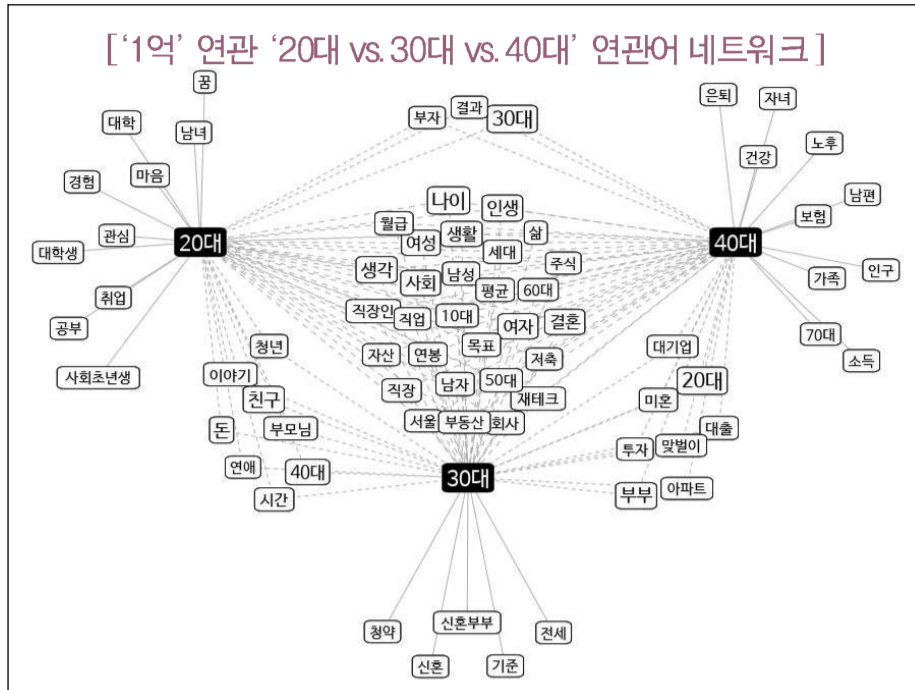 [ ‘1억’ 연관 ‘20대 vs. 30대 vs. 40대’ 연관어 네트워크 ]
꿈
은퇴
자녀
대학
남녀
부자
결과
30대
건강
노후
경험
마음
나이
인생
남편
보험
대학생
관심
20대
월급
여성
생활
세대
삶
40대
생각
사회
남성
평균
60대
주식
가족
인구
공부
취업
직장인
직업
10대
여자
결혼
70대
소득
사회초년생
청년
이야기
자산
연봉
목표
저축
대기업
친구
직장
남자
50대
재테크
미혼
20대
돈
부모님
서울
부동산
회사
투자
맞벌이
대출
연애
40대
시간
30대
부부
아파트
청약
신혼부부
전세
신혼
기준